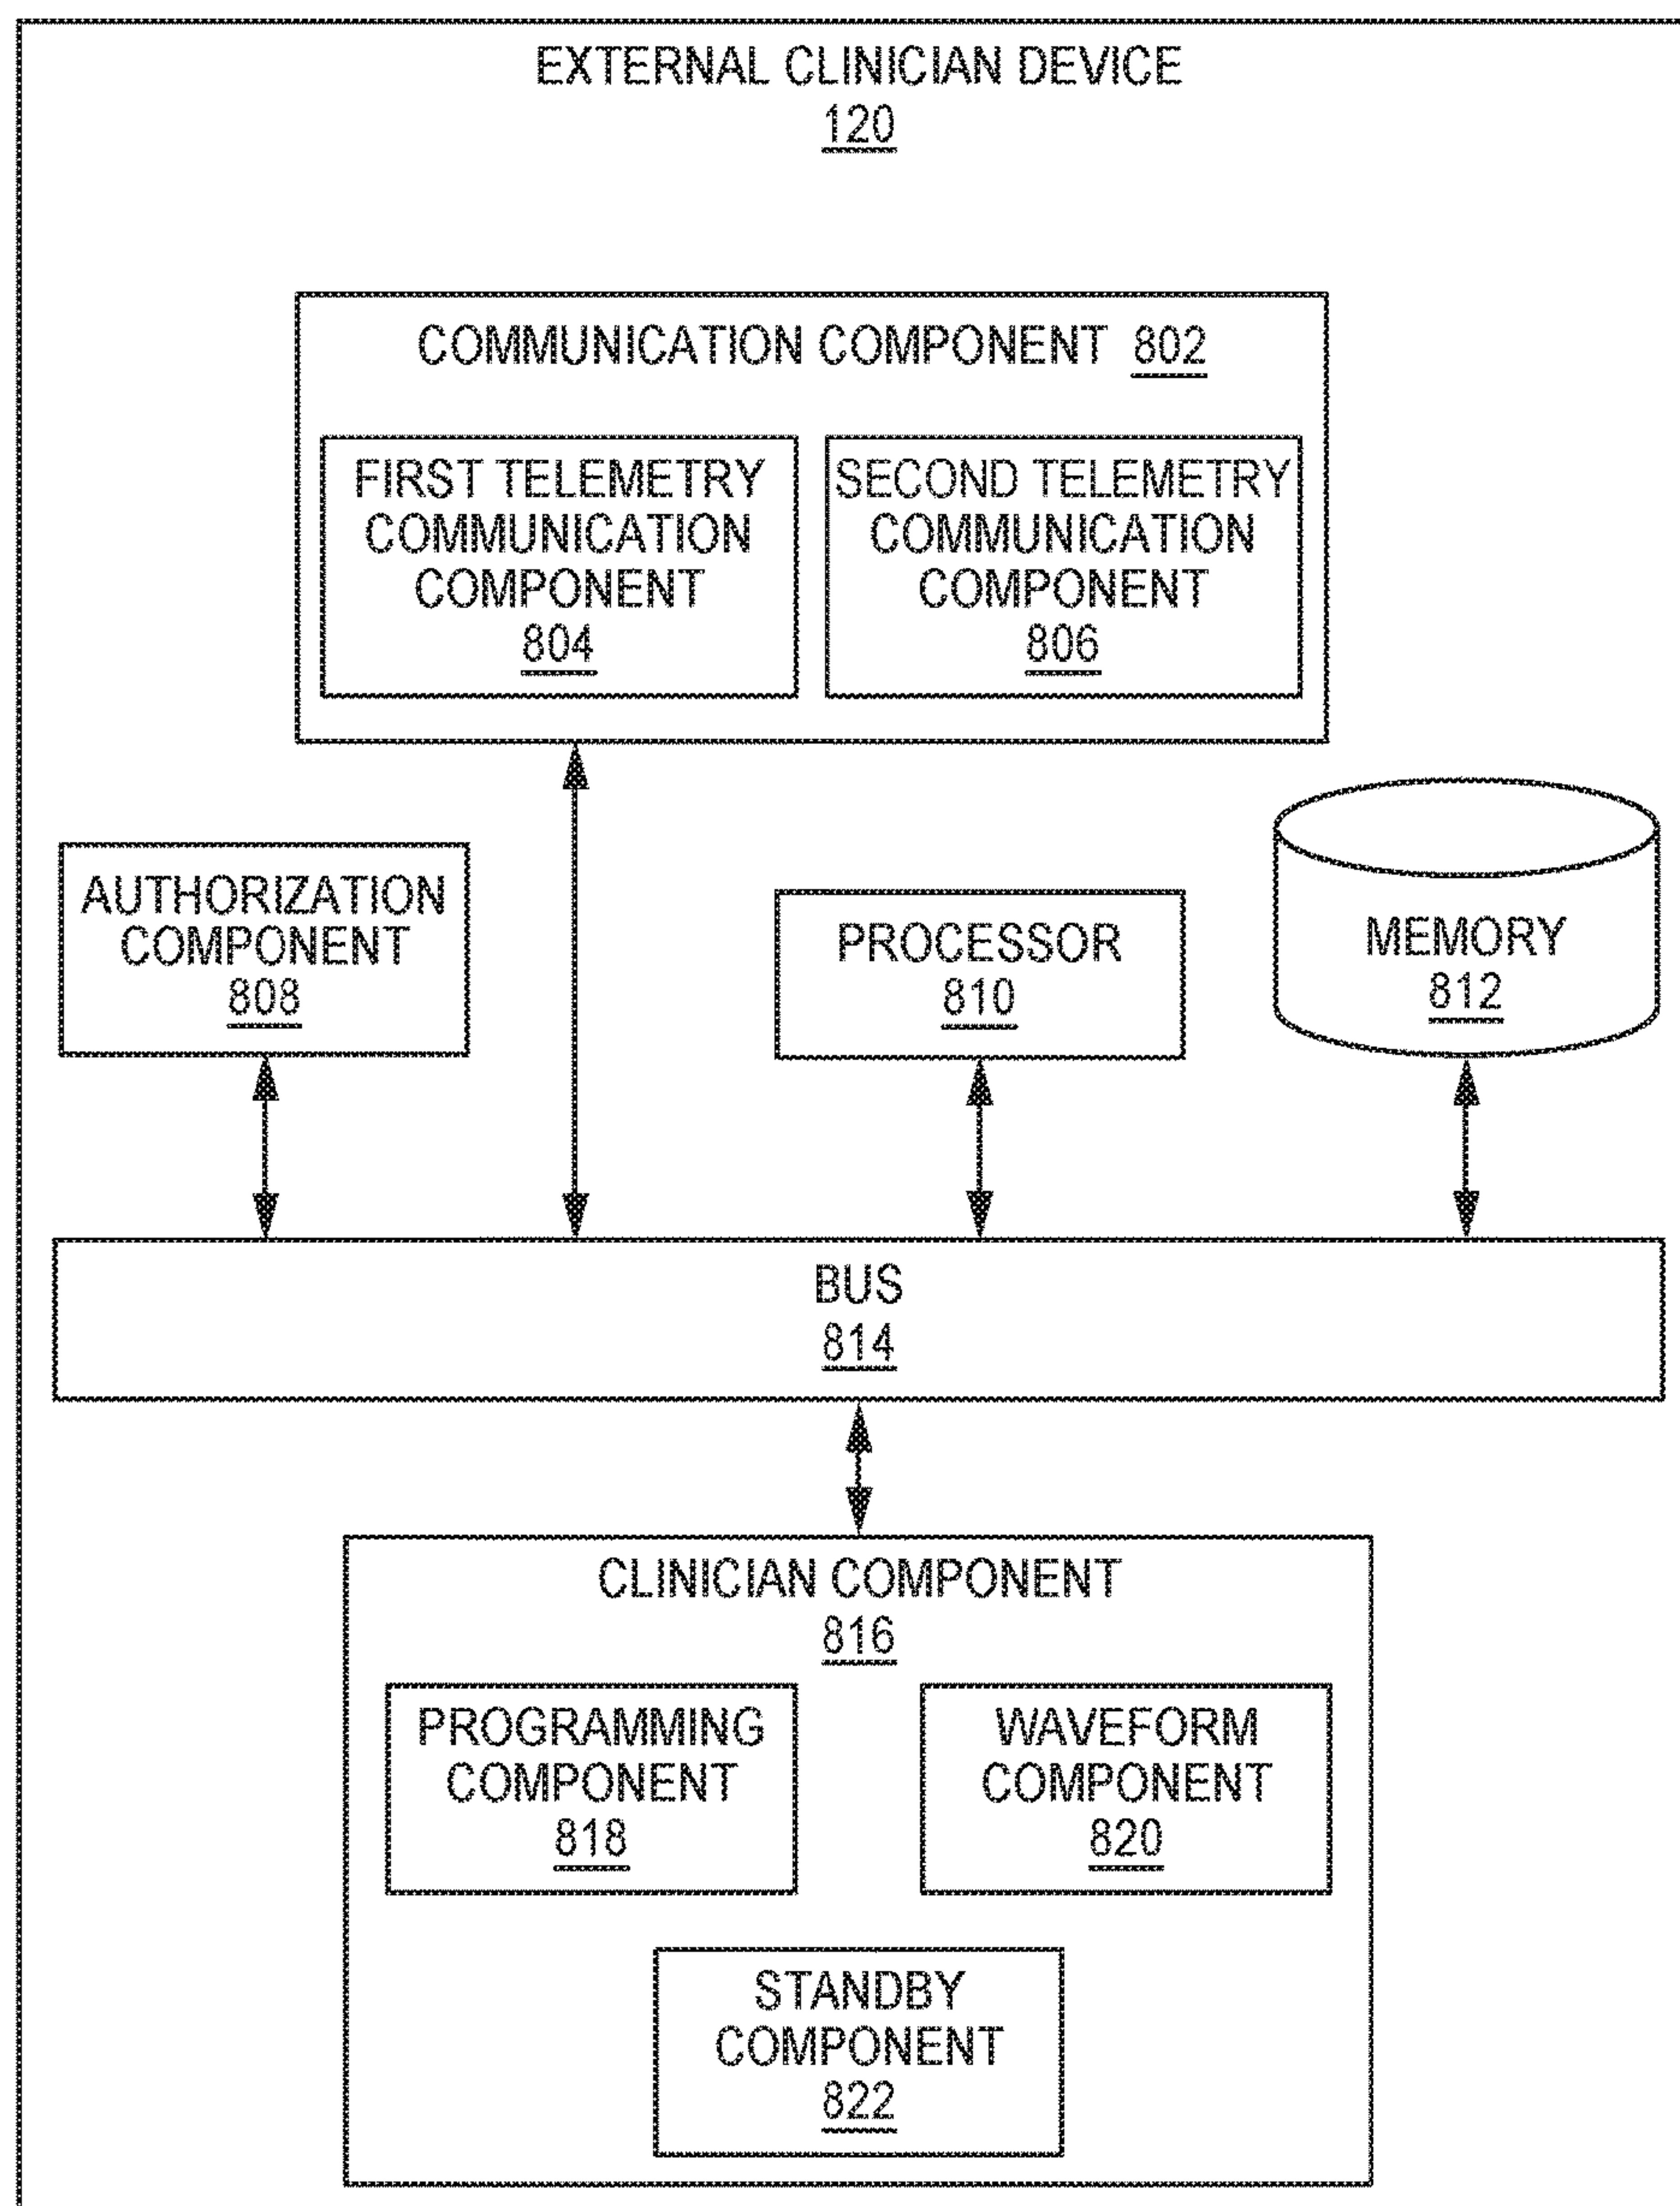 EXTERNAL CLINICIAN DEVICE
120
COMMUNICATION COMPONENT 802
FIRST TELEMETRY
COMMUNICATION
COMPONENT
804
SECOND TELEMETRY
COMMUNICATION
COMPONENT
806
AUTHORIZATION
COMPONENT
808
PROCESSOR
810
MEMORY
812
BUS
814
CLINICIAN COMPONENT
816
PROGRAMMING
COMPONENT
818
WAVEFORM
COMPONENT
820
STANDBY
COMPONENT
822